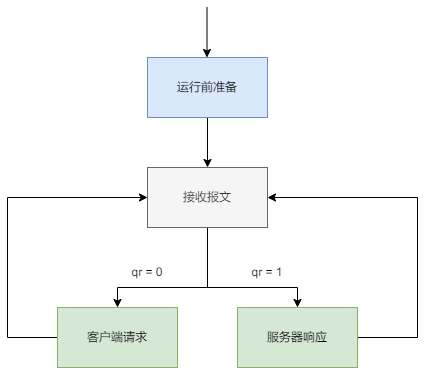 运行前准备
接收报文
qr = 0
qr = 1
客户端请求
服务器响应